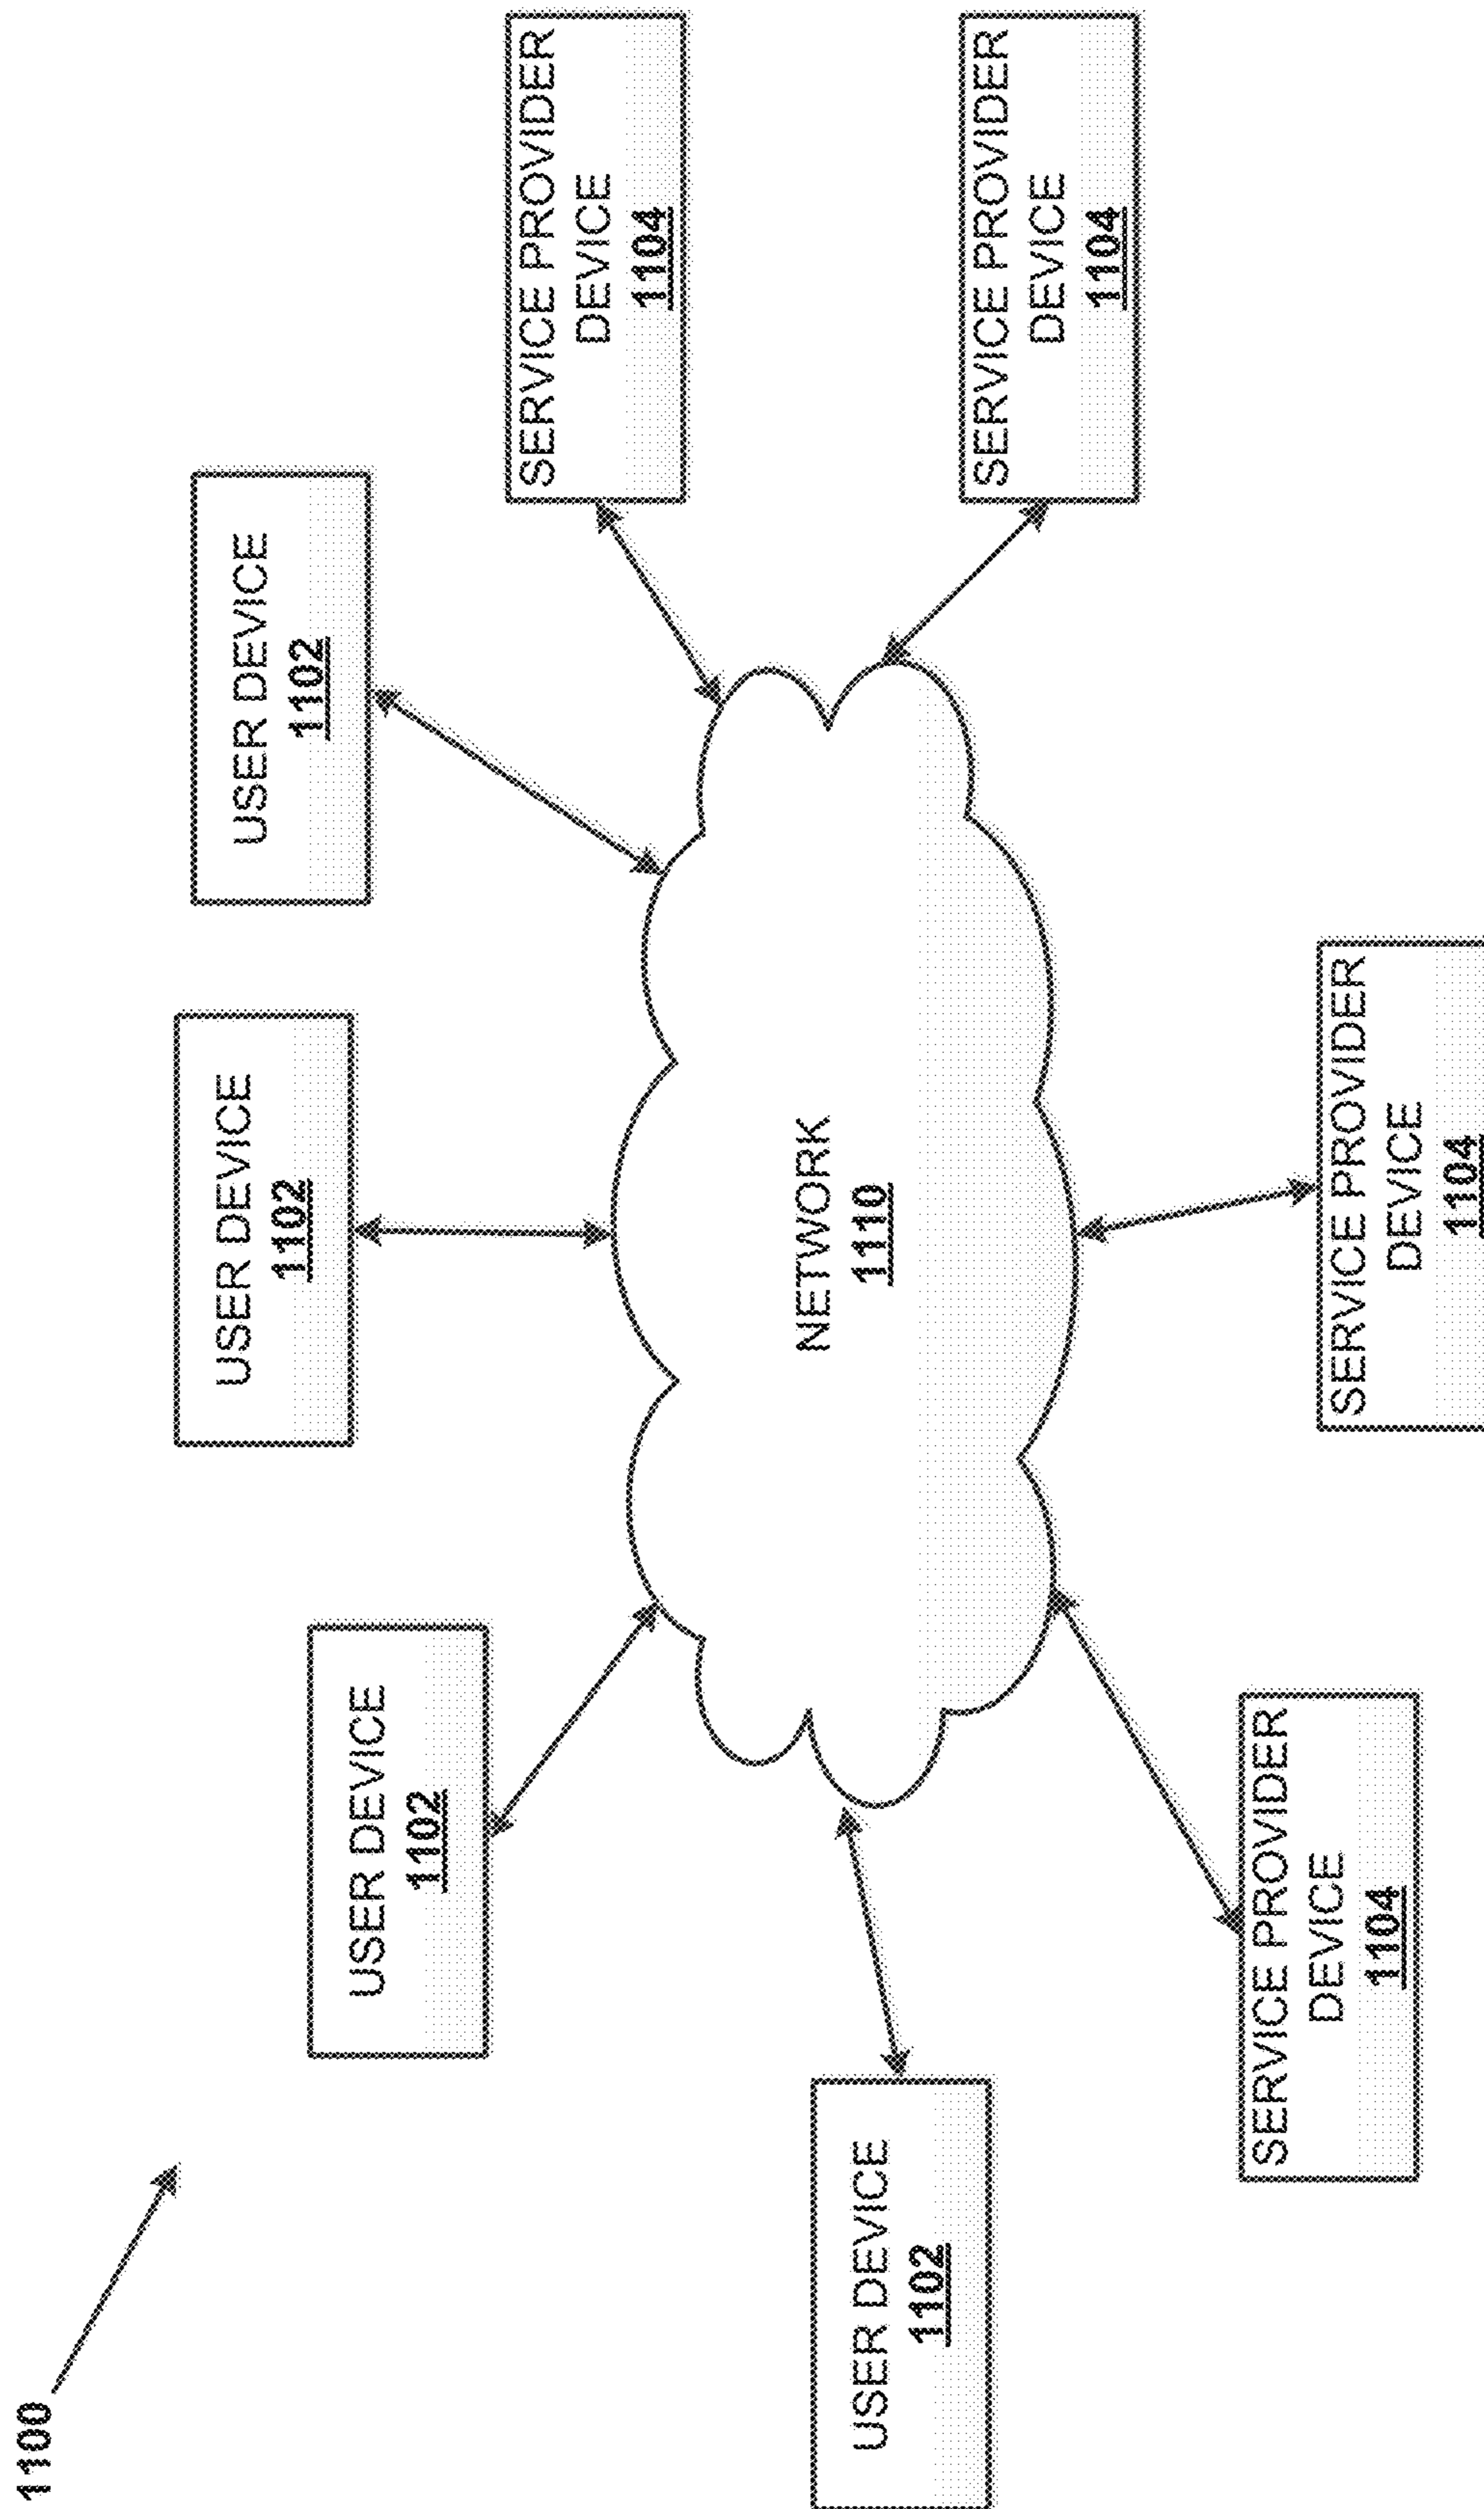 1100
USER DEVICE
1102
USER DEVICE
1102
USER DEVICE
1102
USER DEVICE
1102
NETWORK
1110
SERVICE PROVIDER
DEVICE
1104
SERVICE PROVIDER
DEVICE
1104
SERVICE PROVIDER
DEVICE
1104
SERVICE PROVIDER
DEVICE
1104